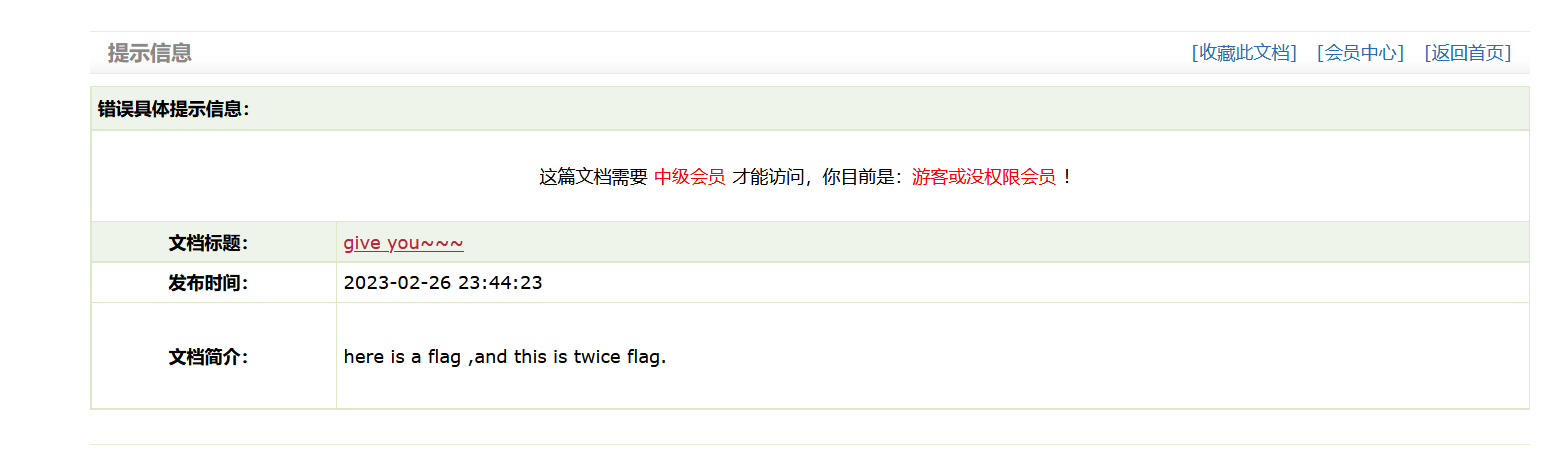 提示信息 [收藏此文档] [会员中心] [返回首页]
错误具体提示信息：
这篇文档需要 中级会员 才能访问，你目前是：游客或没权限会员 ！
文档标题： give you~~~
发布时间： 2023-02-26 23:44:23
文档简介： here is a flag ,and this is twice flag.